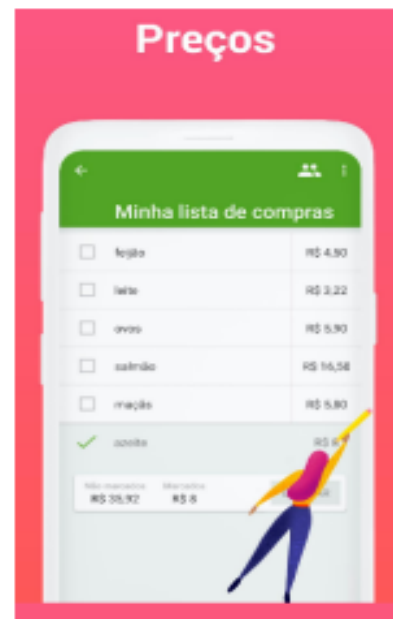 Preços
Minha lista de compras
feijão R$ 4,50
leite R$ 3,22
ovos R$ 5,90
salmão R$ 16,50
maçãs R$ 5,80
azeite R$ 8
Não marcados Marcados
R$ 35,92 R$ 8